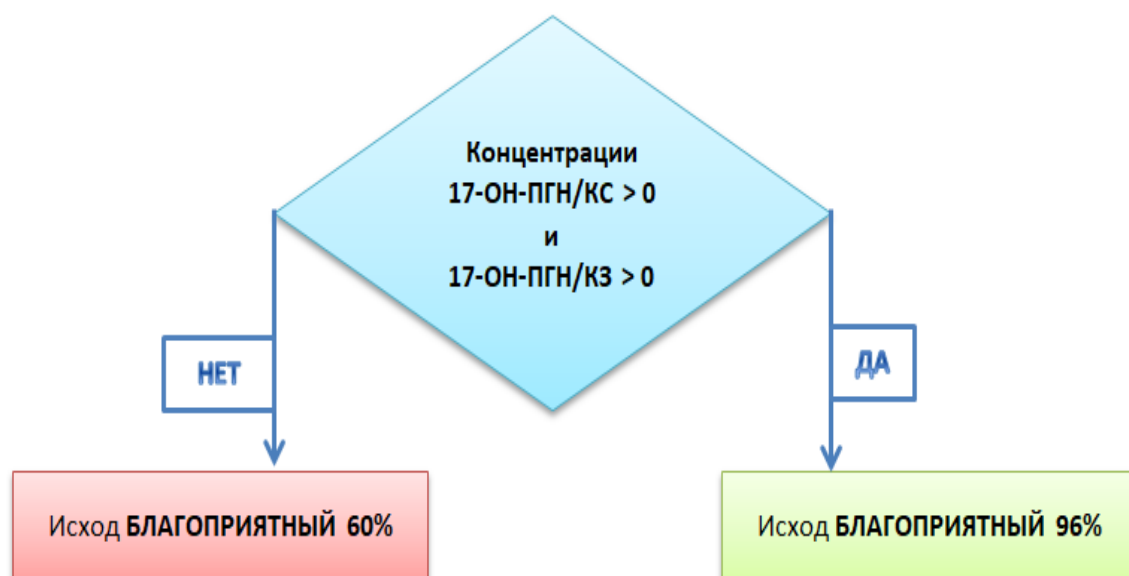 Концентрации
17-ОН-ПГН/КС > 0
и
17-ОН-ПГН/КЗ > 0
НЕТ
ДА
Исход БЛАГОПРИЯТНЫЙ 60%
Исход БЛАГОПРИЯТНЫЙ 96%